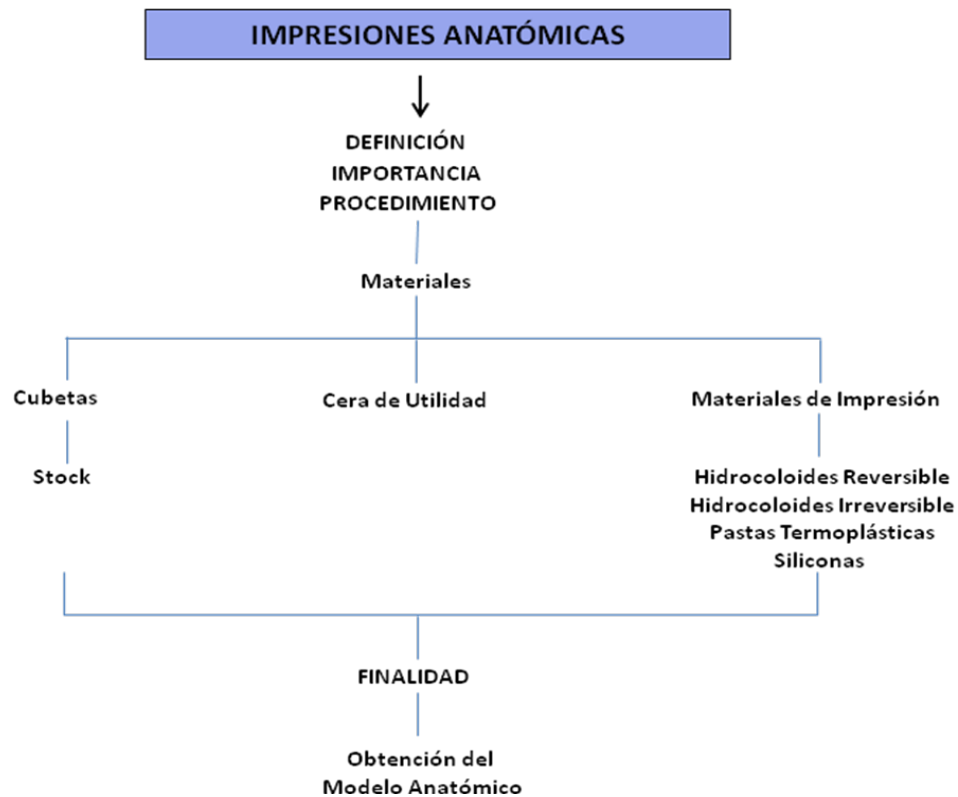 IMPRESIONES ANATÓMICAS
DEFINICIÓN
IMPORTANCIA
PROCEDIMIENTO
Materiales
Cubetas
Cera de Utilidad
Materiales de Impresión
Stock
Hidrocoloides Reversible
Hidrocoloides Irreversible
Pastas Termoplásticas
Siliconas
FINALIDAD
Obtención del
Modelo Anatómico